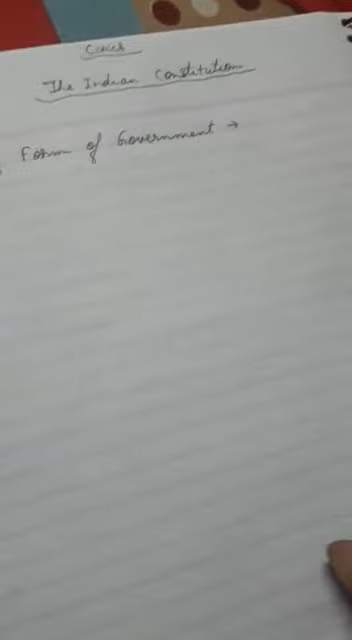 Civics
The Indian Constitution
Form of Government →